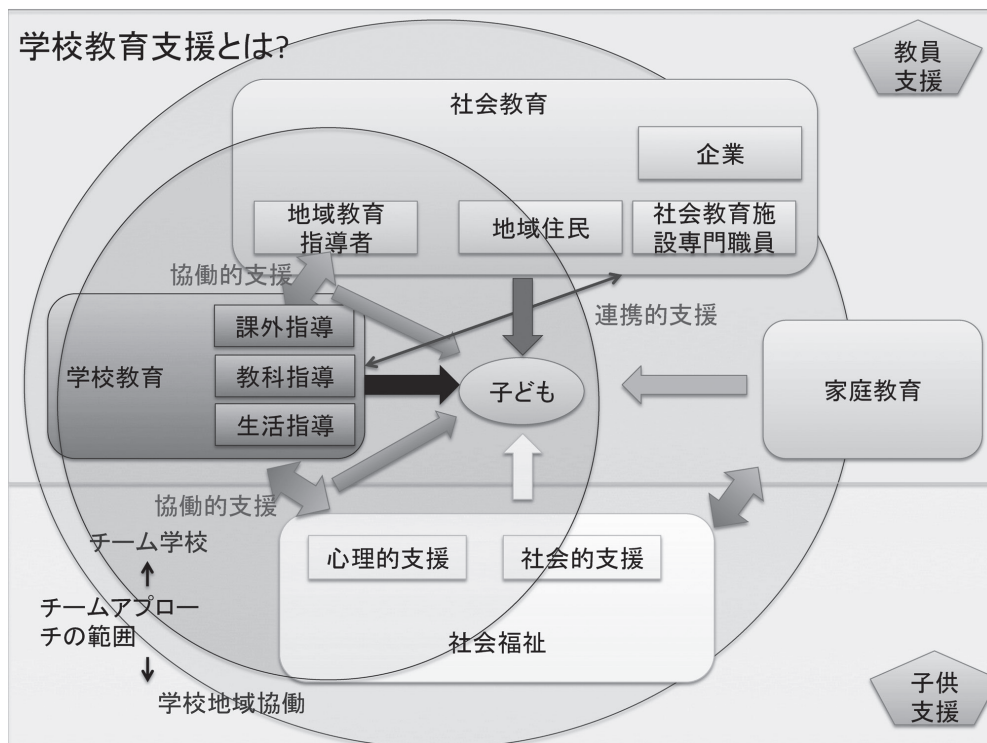 学校教育支援とは?
教員
支援
社会教育
企業
地域教育
指導者
地域住民
社会教育施
設専門職員
協働的支援
連携的支援
学校教育
課外指導
教科指導
生活指導
子ども
家庭教育
協働的支援
チーム学校
チームアプロー
チの範囲
学校地域協働
心理的支援
社会的支援
社会福祉
子供
支援